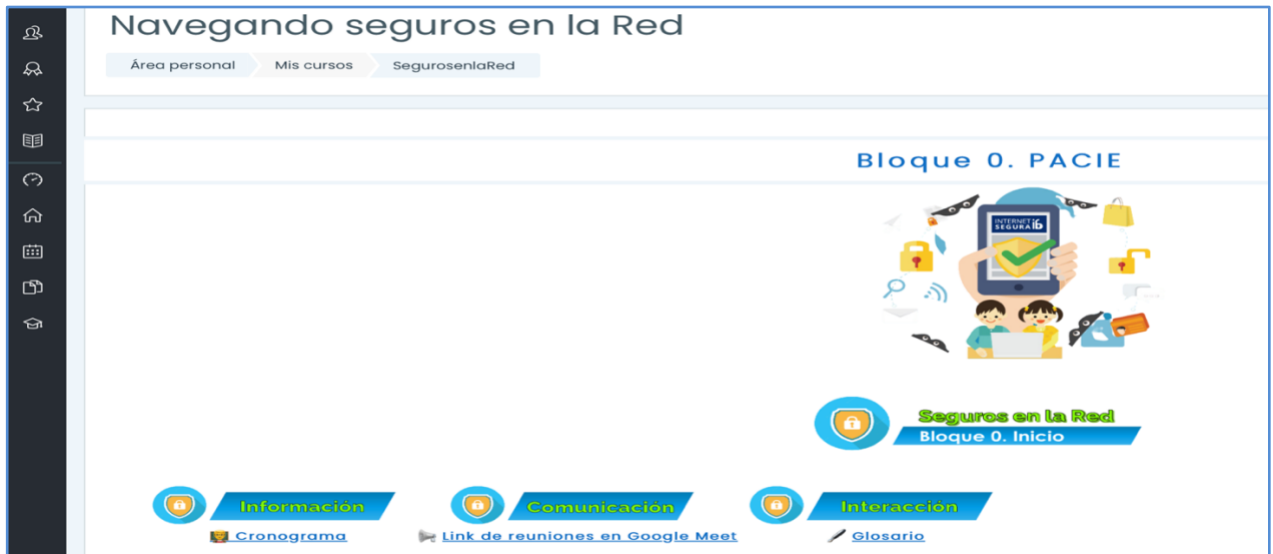 Navegando seguros en la Red
Área personal Mis cursos SegurosenlaRed
Bloque 0. PACIE
INTERNET
SEGURA
Seguros en la Red
Bloque 0. Inicio
Información Comunicación Interacción
Cronograma Link de reuniones en Google Meet Glosario